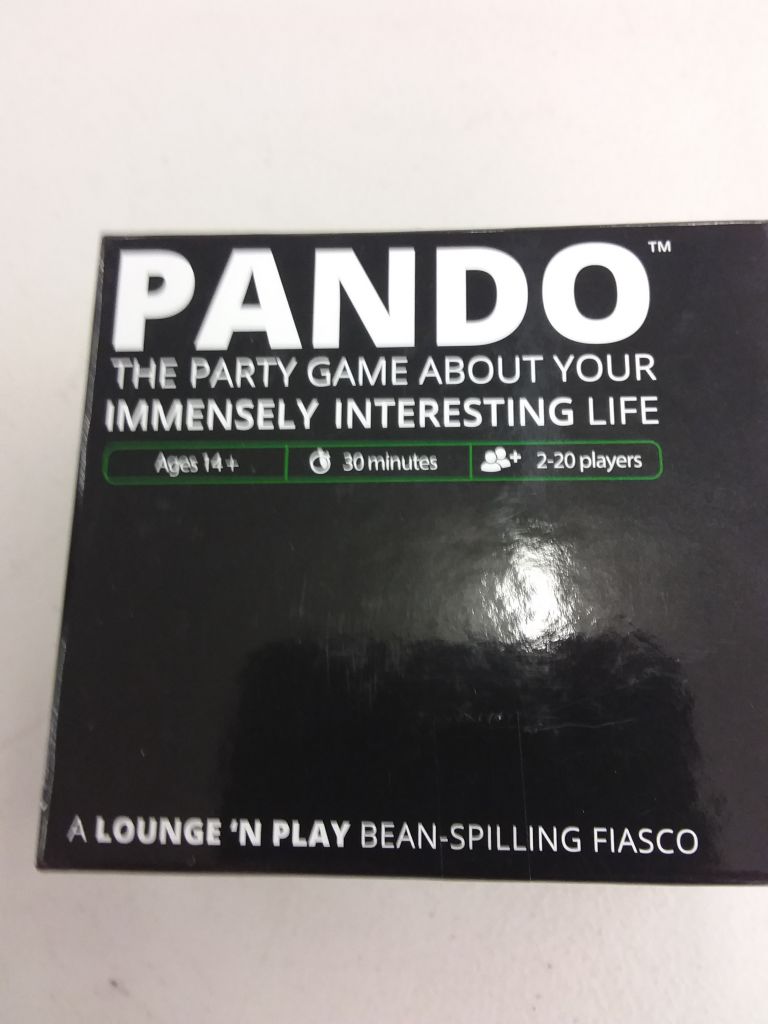 PANDO™
THE PARTY GAME ABOUT YOUR
IMMENSELY INTERESTING LIFE
Ages 14+ 30 minutes 2-20 players
A LOUNGE 'N PLAY BEAN-SPILLING FIASCO